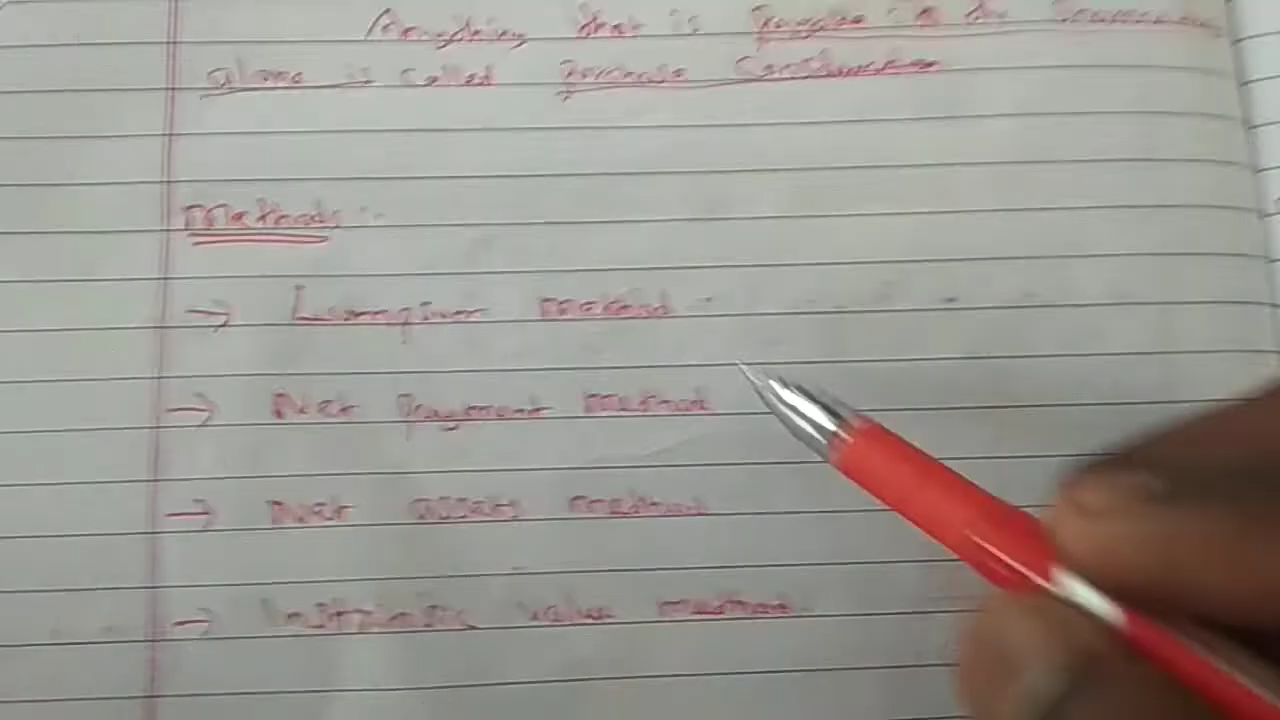 Anything that is payable to the
alone is called purchase consideration
Methods:-
→ Lumpsum method
→ Net payment method
→ Net assets method
→ Intrinsic value method